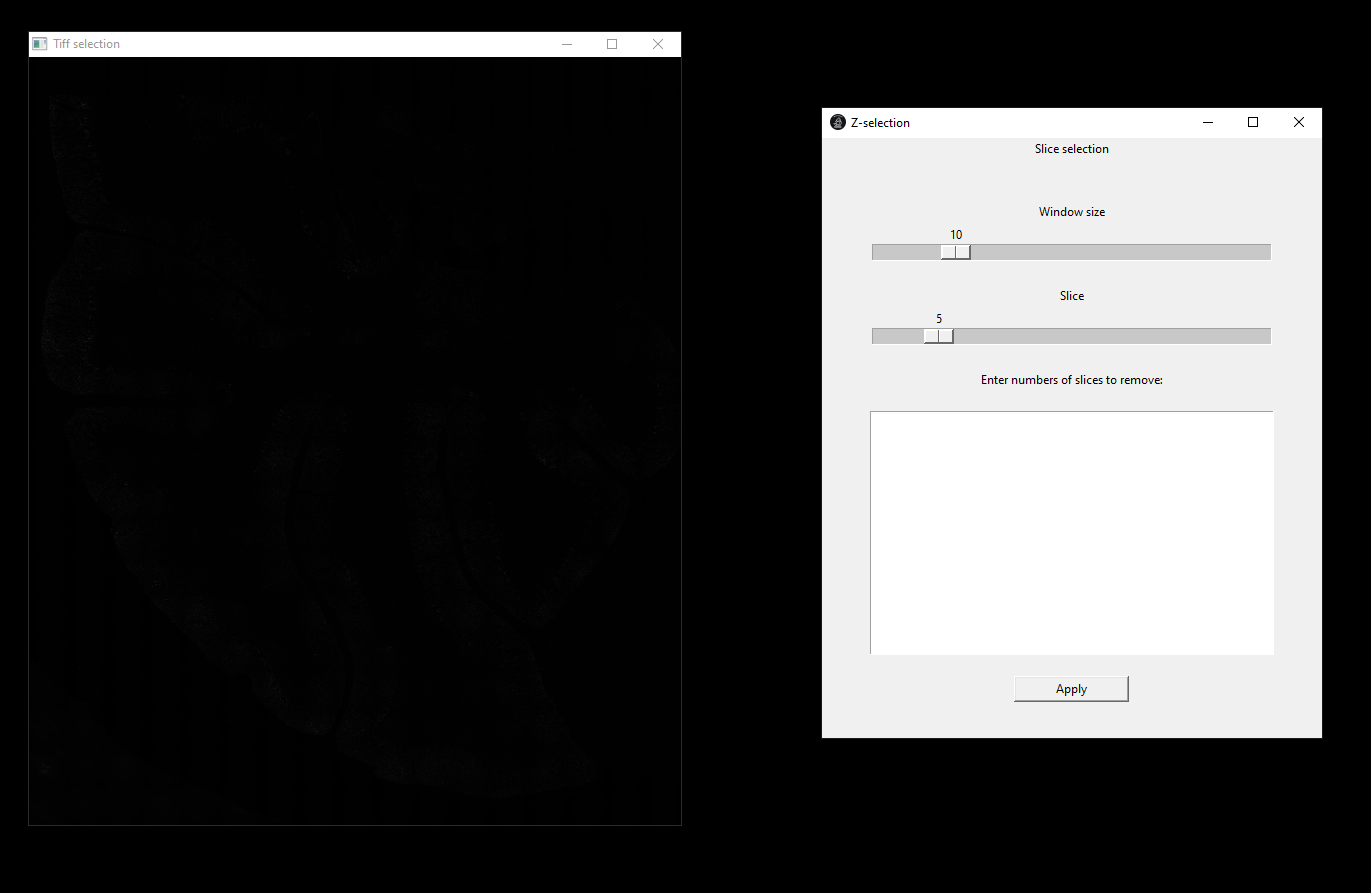 Tiff selection
Z-selection
Slice selection
Window size
10
Slice
5
Enter numbers of slices to remove:
Apply